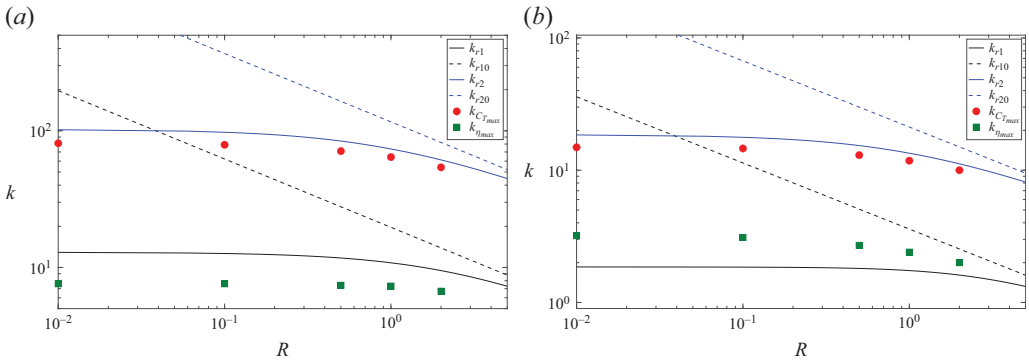 (a)
k_{r1}
k_{r10}
k_{r2}
k_{r20}
k_{C_{T_{max}}}
k_{η_{max}}
10^2
10^1
k
10^{-2}
10^{-1}
10^0
R
(b)
10^2
k_{r1}
k_{r10}
k_{r2}
k_{r20}
k_{C_{T_{max}}}
k_{η_{max}}
10^1
10^0
k
10^{-2}
10^{-1}
10^0
R